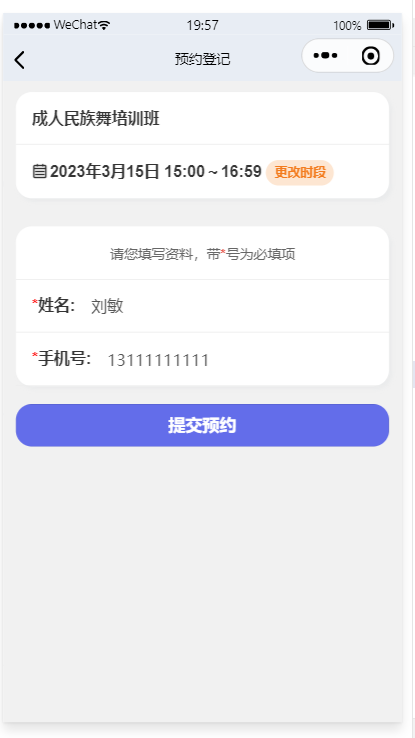 WeChat 19:57 100%
预约登记
成人民族舞培训班
2023年3月15日 15:00 ~ 16:59 更改时段
请您填写资料，带*号为必填项
*姓名: 刘敏
*手机号: 13111111111
提交预约